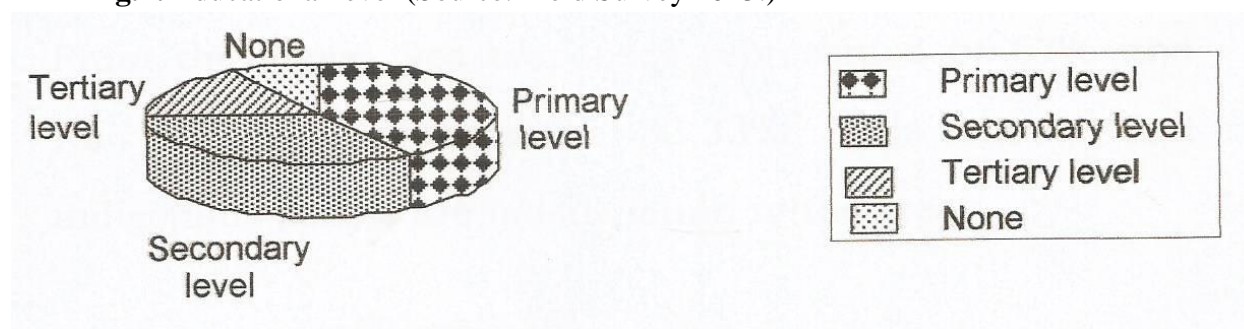 None
Tertiary
level
Primary
level
Secondary
level
Primary level
Secondary level
Tertiary level
None